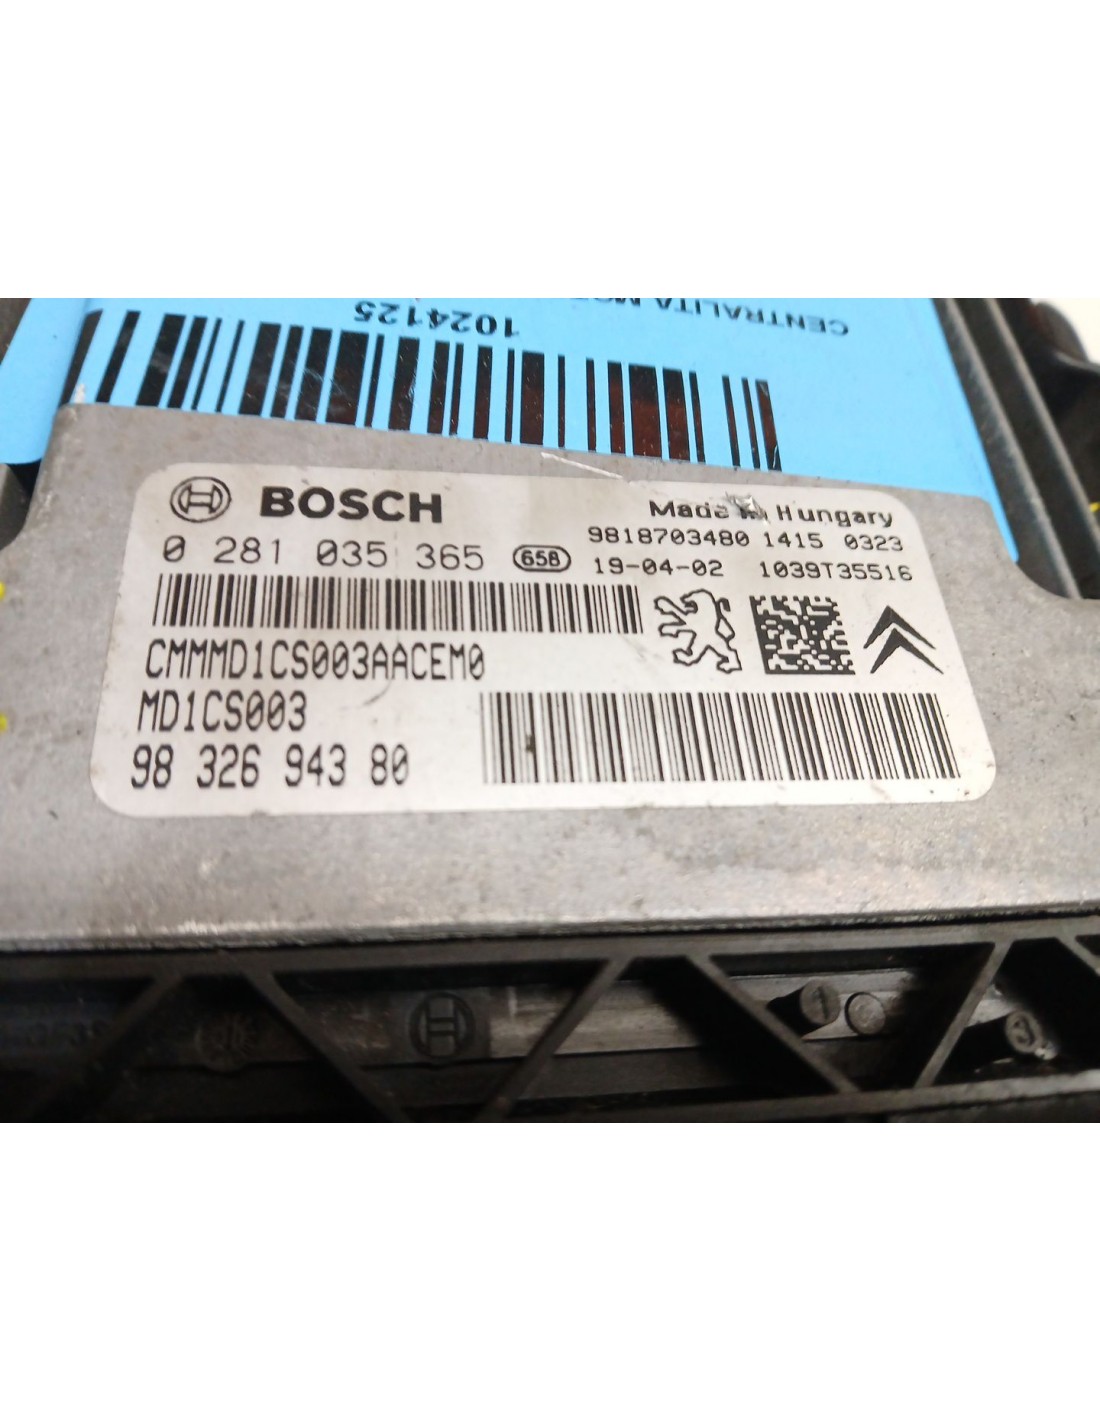 CENTRALITA
1024125
BOSCH
Made in Hungary
0 281 035 365
658
9818703480 1415 0323
19-04-02 1039T35516
CMMMD1CS003AACEM0
MD1CS003
98 326 943 80